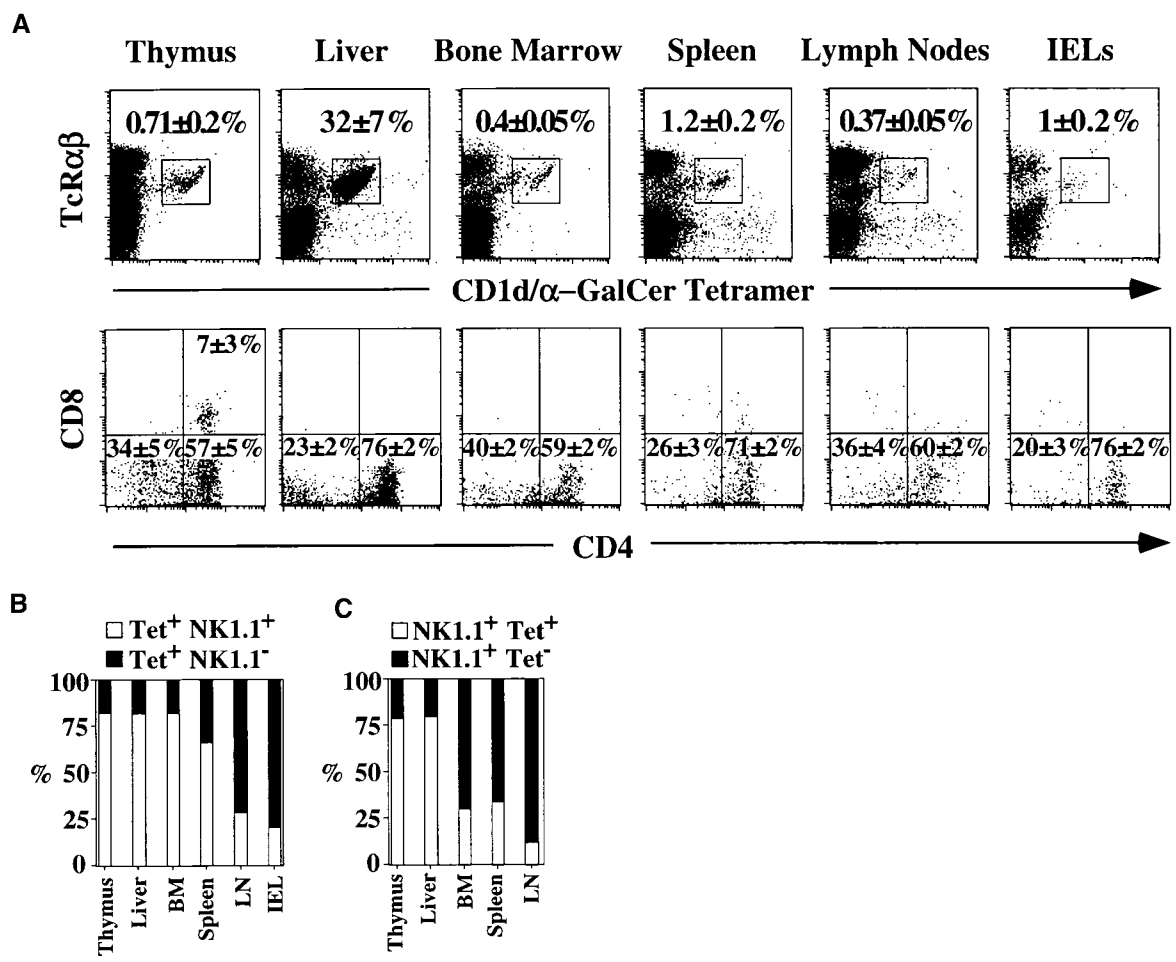 A
Thymus Liver Bone Marrow Spleen Lymph Nodes IELs
TcRαβ
0.71±0.2% 32±7% 0.4±0.05% 1.2±0.2% 0.37±0.05% 1±0.2%
CD1d/α-GalCer Tetramer
CD8
7±3%
34±5% 57±5% 23±2% 76±2% 40±2% 59±2% 26±3% 71±2% 36±4% 60±2% 20±3% 76±2%
CD4
B
Tet+ NK1.1+
Tet+ NK1.1-
100
75
%
50
25
0
Thymus
Liver
BM
Spleen
LN
IEL
C
NK1.1+ Tet+
NK1.1+ Tet-
100
75
%
50
25
0
Thymus
Liver
BM
Spleen
LN